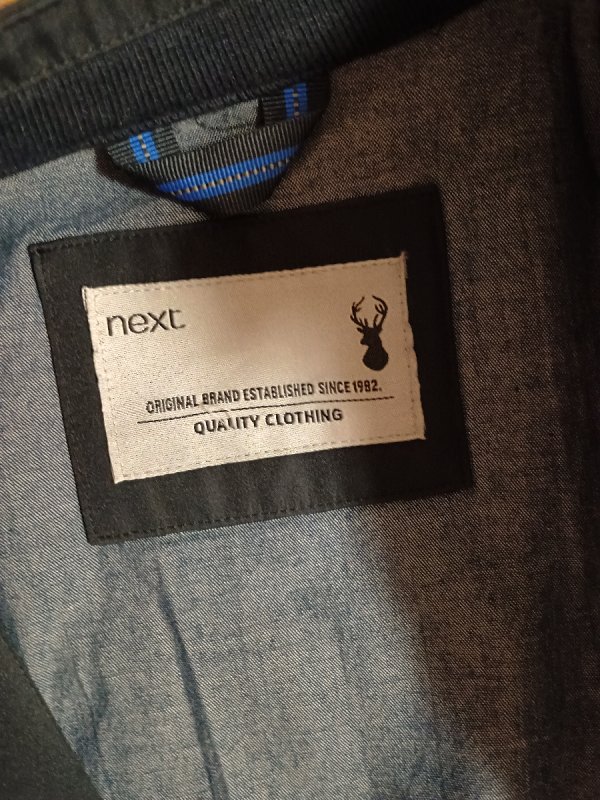 next
ORIGINAL BRAND ESTABLISHED SINCE 1982.
QUALITY CLOTHING